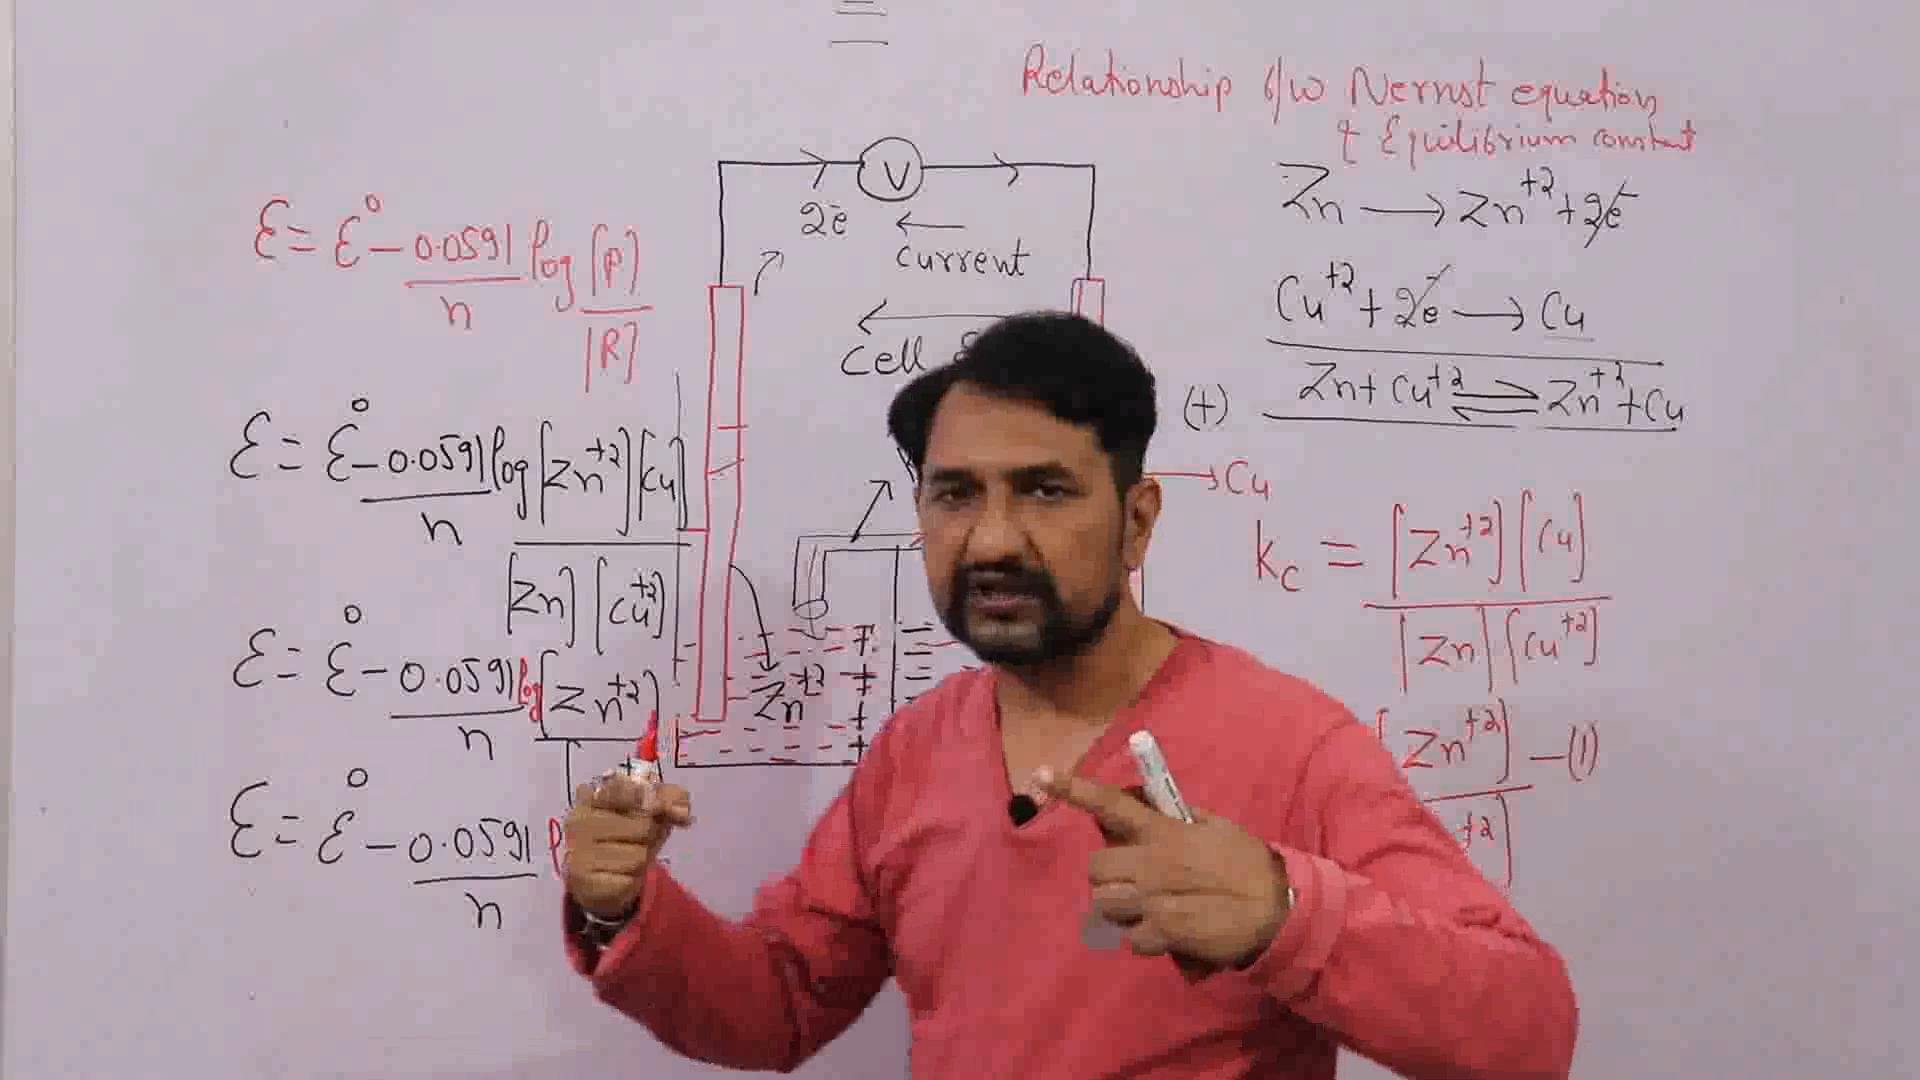 Relationship b/w Nernst equation
& Equilibrium constant
Zn → Zn⁺² + 2e⁻
Cu⁺² + 2e⁻ → Cu
Zn + Cu⁺² ⇌ Zn⁺² + Cu
V
2e⁻
current
Cell
(+)
Cu
Zn⁺²
ℰ = ℰ° - 0.0591/n log [P]/[R]
ℰ = ℰ° - 0.0591/n log [Zn⁺²][Cu]/[Zn][Cu⁺²]
ℰ = ℰ° - 0.0591/n log [Zn⁺²]
ℰ = ℰ° - 0.0591/n
Kc = [Zn⁺²][Cu]/[Zn][Cu⁺²]
[Zn⁺²] - (1)
+2]